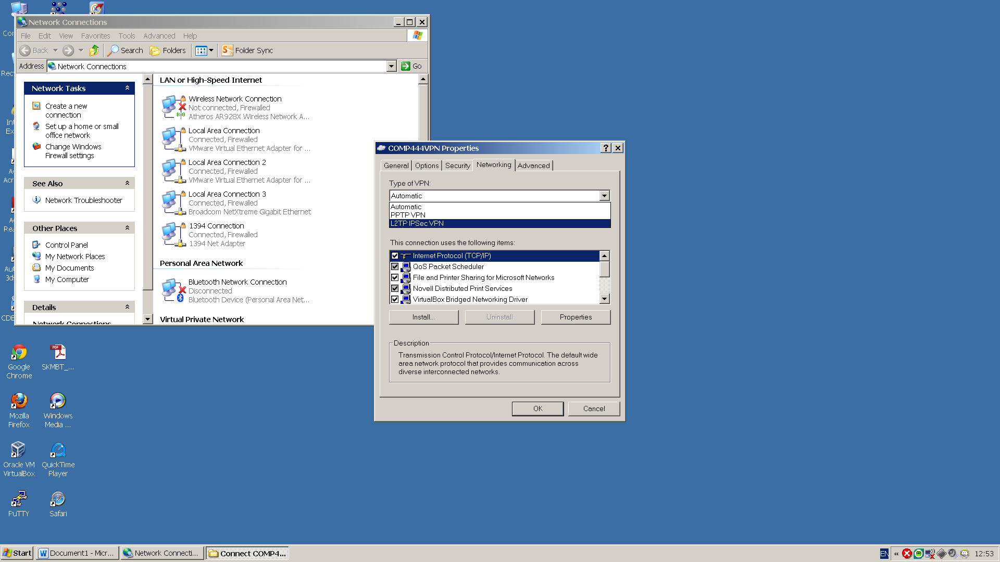 Network Connections
File Edit View Favorites Tools Advanced Help
Back Search Folders Folder Sync
Address Network Connections Go
Network Tasks
Create a new
connection
Set up a home or small
office network
Change Windows
Firewall settings
See Also
Network Troubleshooter
Other Places
Control Panel
My Network Places
My Documents
My Computer
Details
Network Connections
LAN or High-Speed Internet
Wireless Network Connection
Not connected, Firewalled
Atheros AR928X Wireless Network A...
Local Area Connection
Connected, Firewalled
VMware Virtual Ethernet Adapter for ...
Local Area Connection 2
Connected, Firewalled
VMware Virtual Ethernet Adapter for ...
Local Area Connection 3
Connected, Firewalled
Broadcom NetXtreme Gigabit Ethernet
1394 Connection
Connected, Firewalled
1394 Net Adapter
Personal Area Network
Bluetooth Network Connection
Disconnected
Bluetooth Device (Personal Area Net...
Virtual Private Network
COMP444VPN Properties
General Options Security Networking Advanced
Type of VPN:
Automatic
Automatic
PPTP VPN
L2TP IPSec VPN
This connection uses the following items:
Internet Protocol (TCP/IP)
QoS Packet Scheduler
File and Printer Sharing for Microsoft Networks
Novell Distributed Print Services
VirtualBox Bridged Networking Driver
Install... Uninstall Properties
Description
Transmission Control Protocol/Internet Protocol. The default wide
area network protocol that provides communication across
diverse interconnected networks.
OK Cancel
Google
Chrome
SKMBT_...
Mozilla
Firefox
Windows
Media ...
Oracle VM
VirtualBox
QuickTime
Player
PuTTY
Safari
Start Document1 - Micr... Network Connecti... Connect COMP4... EN « 12:53